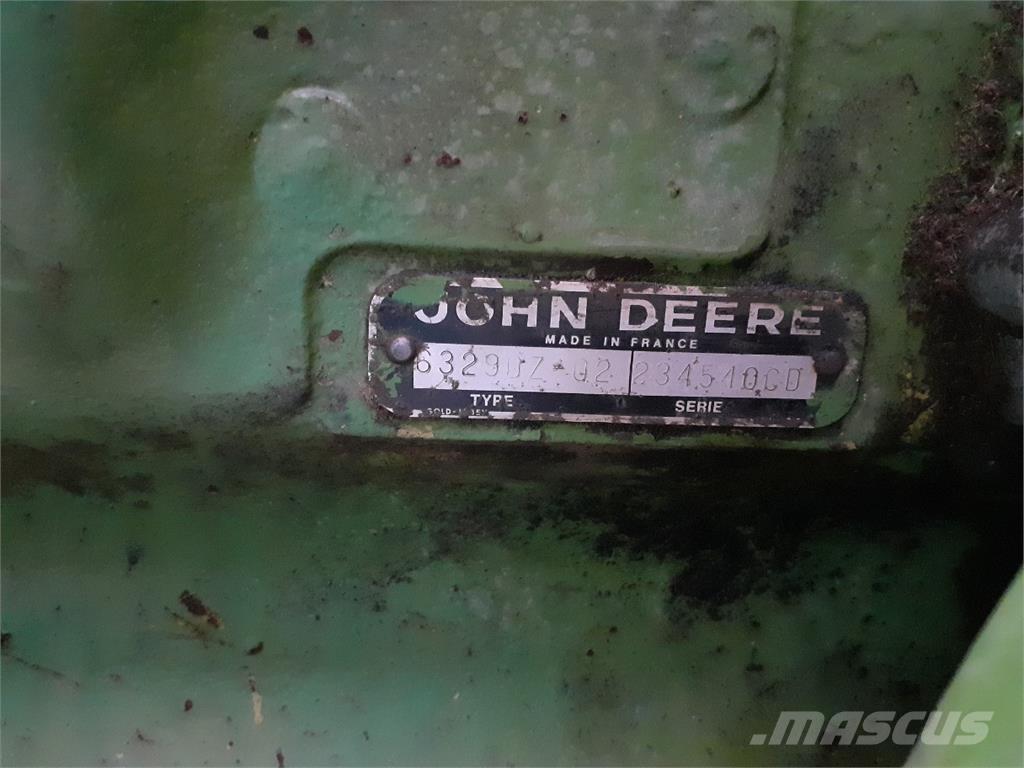 JOHN DEERE
MADE IN FRANCE
6329DZ-02 234540CD
TYPE SERIE
MASCUS